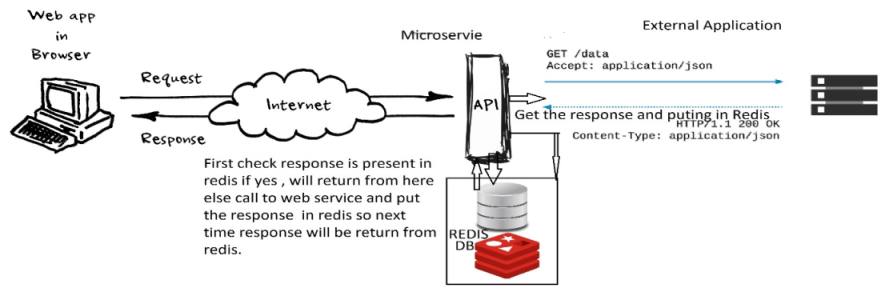 Web app
in
Browser
Request
Internet
Response
Microservie
API
External Application
GET /data
Accept: application/json
Get the response and puting in Redis
HTTP/1.1 200 OK
Content-Type: application/json
First check response is present in
redis if yes , will return from here
else call to web service and put
the response in redis so next
time response will be return from
redis.
REDIS
DB